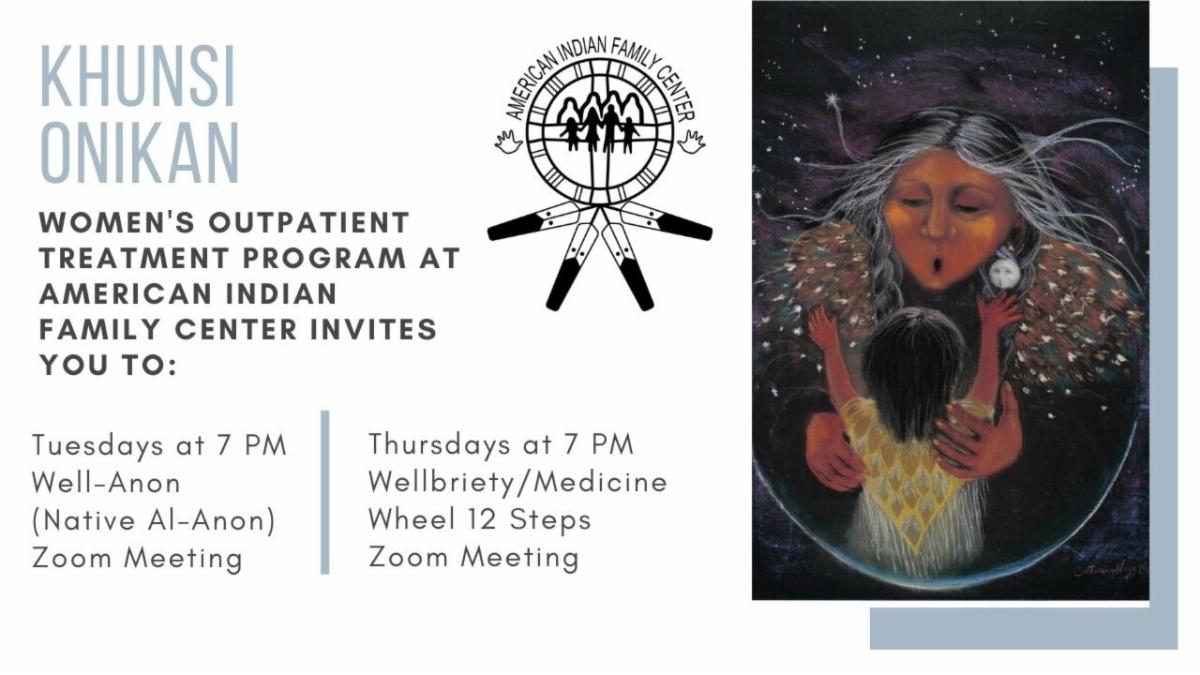 KHUNSI
ONIKAN
AMERICAN INDIAN FAMILY CENTER
WOMEN'S OUTPATIENT
TREATMENT PROGRAM AT
AMERICAN INDIAN
FAMILY CENTER INVITES
YOU TO:
Tuesdays at 7 PM
Well-Anon
(Native Al-Anon)
Zoom Meeting
Thursdays at 7 PM
Wellbriety/Medicine
Wheel 12 Steps
Zoom Meeting